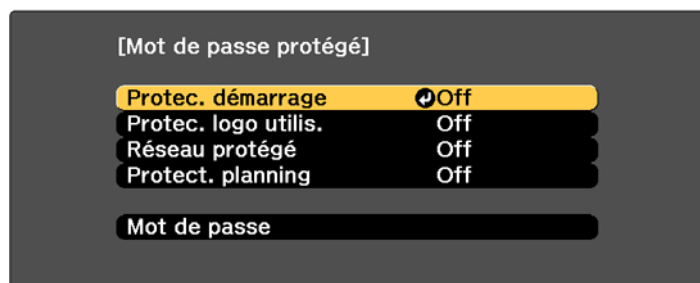 [Mot de passe protégé]
Protec. démarrage Off
Protec. logo utilis. Off
Réseau protégé Off
Protect. planning Off
Mot de passe